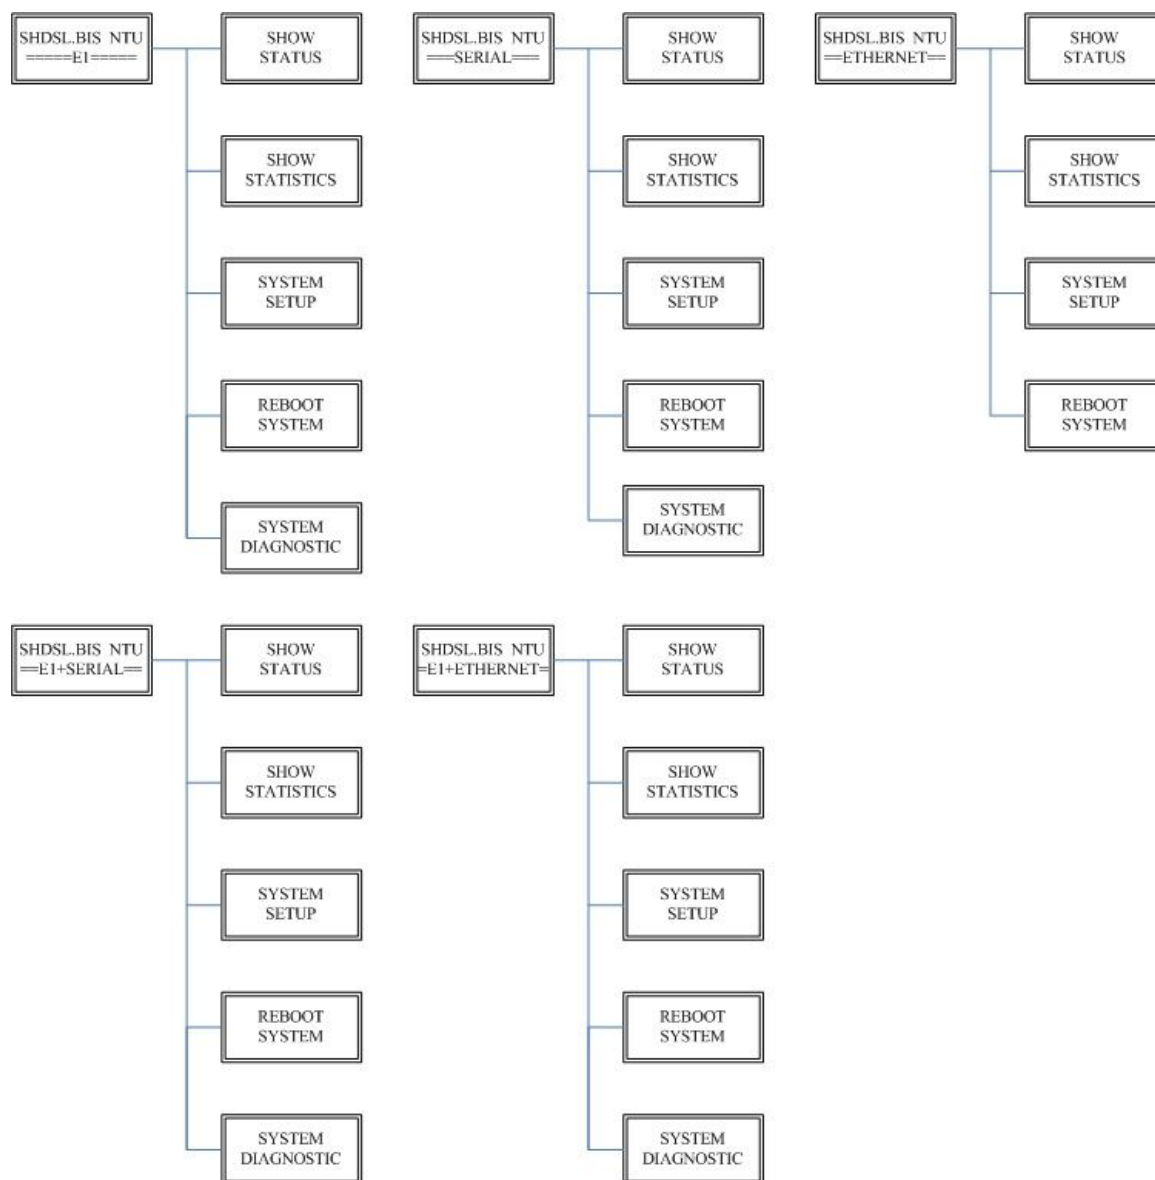 SHDSL.BIS NTU
=====E1=====
SHOW
STATUS
SHOW
STATISTICS
SYSTEM
SETUP
REBOOT
SYSTEM
SYSTEM
DIAGNOSTIC
SHDSL.BIS NTU
===SERIAL===
SHOW
STATUS
SHOW
STATISTICS
SYSTEM
SETUP
REBOOT
SYSTEM
SYSTEM
DIAGNOSTIC
SHDSL.BIS NTU
==ETHERNET==
SHOW
STATUS
SHOW
STATISTICS
SYSTEM
SETUP
REBOOT
SYSTEM
SHDSL.BIS NTU
==E1+SERIAL==
SHOW
STATUS
SHOW
STATISTICS
SYSTEM
SETUP
REBOOT
SYSTEM
SYSTEM
DIAGNOSTIC
SHDSL.BIS NTU
=E1+ETHERNET=
SHOW
STATUS
SHOW
STATISTICS
SYSTEM
SETUP
REBOOT
SYSTEM
SYSTEM
DIAGNOSTIC